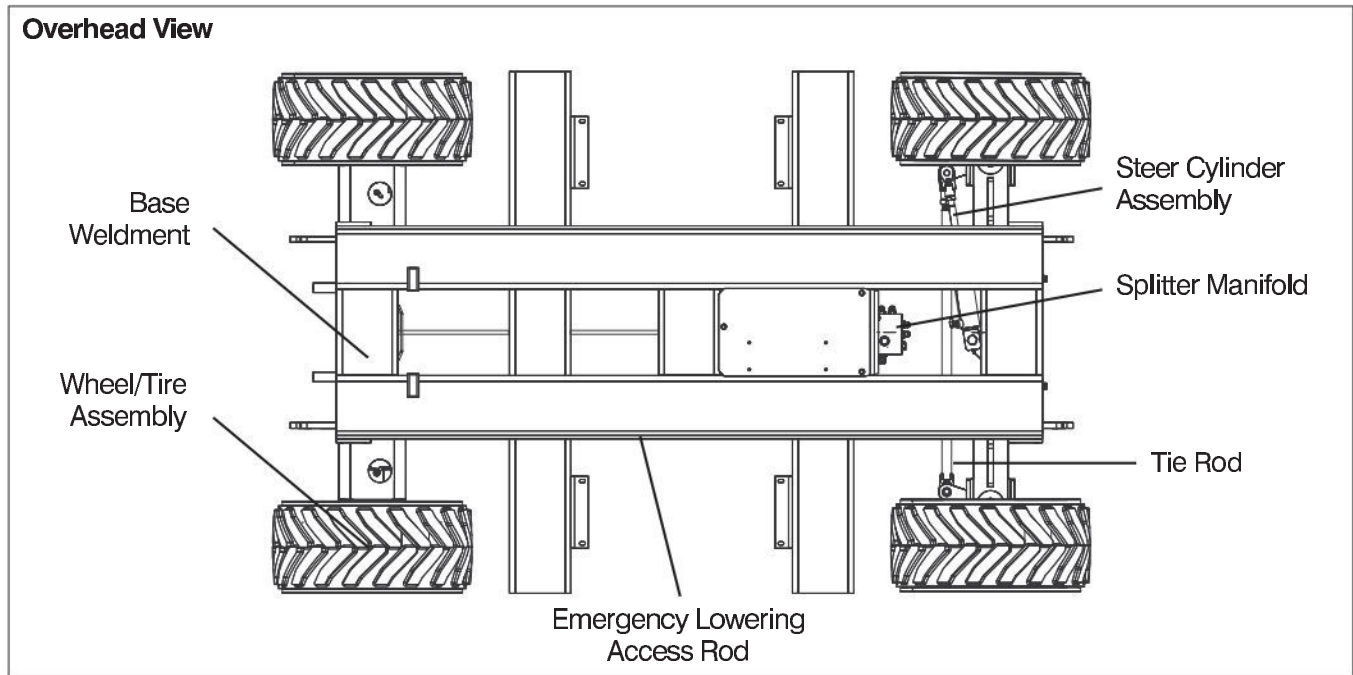 Overhead View
Base
Weldment
Wheel/Tire
Assembly
Steer Cylinder
Assembly
Splitter Manifold
Tie Rod
Emergency Lowering
Access Rod